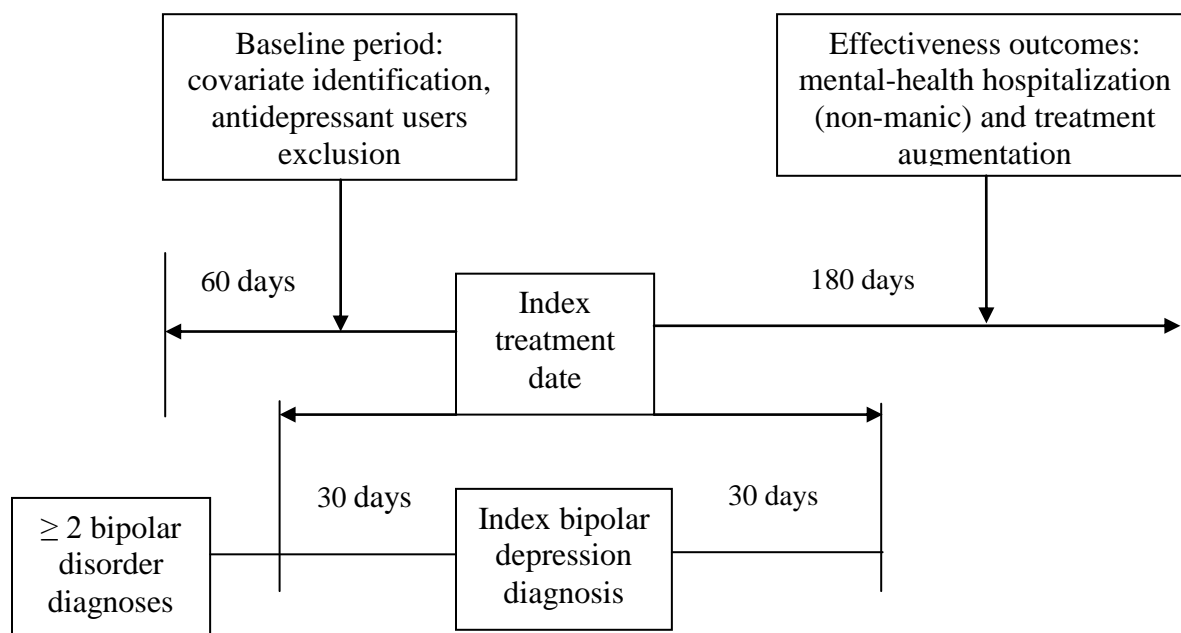 Baseline period:
covariate identification,
antidepressant users
exclusion
Effectiveness outcomes:
mental-health hospitalization
(non-manic) and treatment
augmentation
60 days
180 days
Index
treatment
date
30 days
30 days
≥ 2 bipolar
disorder
diagnoses
Index bipolar
depression
diagnosis